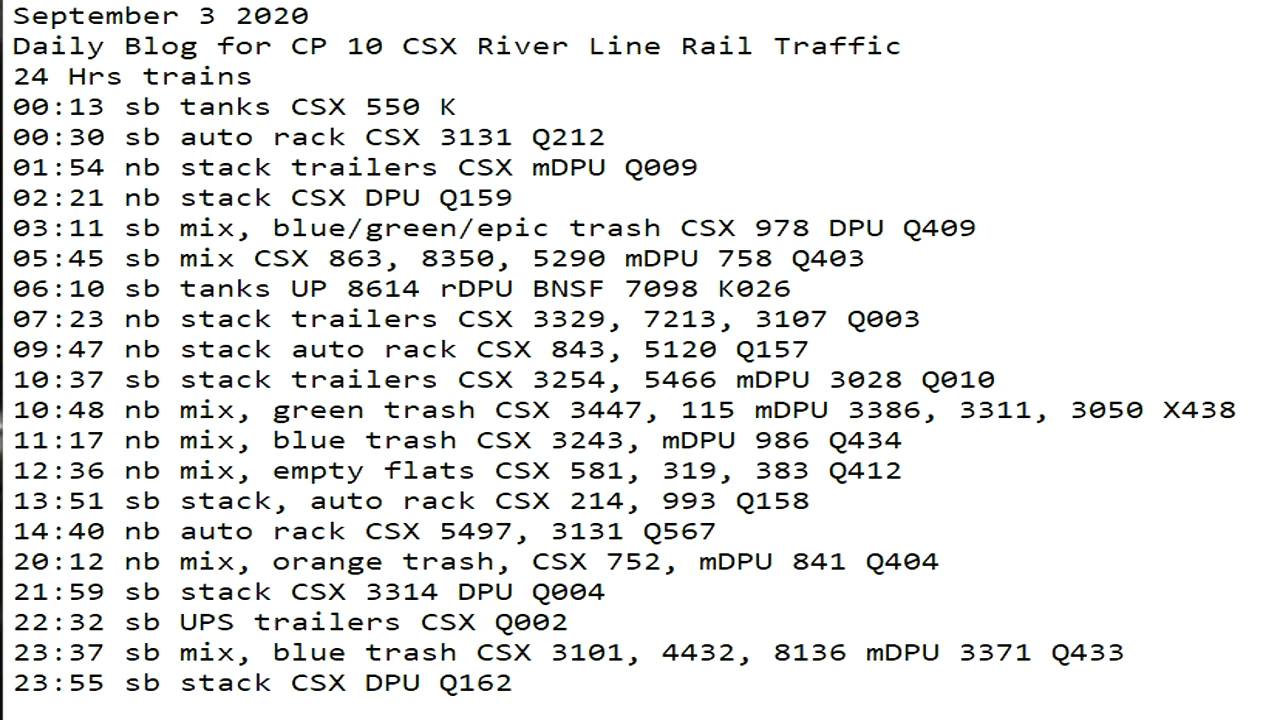 September 3 2020
Daily Blog for CP 10 CSX River Line Rail Traffic
24 Hrs trains
00:13 sb tanks CSX 550 K
00:30 sb auto rack CSX 3131 Q212
01:54 nb stack trailers CSX mDPU Q009
02:21 nb stack CSX DPU Q159
03:11 sb mix, blue/green/epic trash CSX 978 DPU Q409
05:45 sb mix CSX 863, 8350, 5290 mDPU 758 Q403
06:10 sb tanks UP 8614 rDPU BNSF 7098 K026
07:23 nb stack trailers CSX 3329, 7213, 3107 Q003
09:47 nb stack auto rack CSX 843, 5120 Q157
10:37 sb stack trailers CSX 3254, 5466 mDPU 3028 Q010
10:48 nb mix, green trash CSX 3447, 115 mDPU 3386, 3311, 3050 X438
11:17 nb mix, blue trash CSX 3243, mDPU 986 Q434
12:36 nb mix, empty flats CSX 581, 319, 383 Q412
13:51 sb stack, auto rack CSX 214, 993 Q158
14:40 nb auto rack CSX 5497, 3131 Q567
20:12 nb mix, orange trash, CSX 752, mDPU 841 Q404
21:59 sb stack CSX 3314 DPU Q004
22:32 sb UPS trailers CSX Q002
23:37 sb mix, blue trash CSX 3101, 4432, 8136 mDPU 3371 Q433
23:55 sb stack CSX DPU Q162